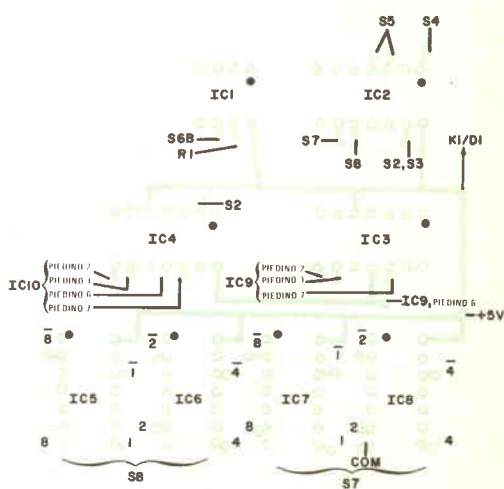 S5 S4
IC1 IC2
S6B S7 K1/D1
R1 S6 S2,S3
S2
IC4 IC3
IC10 PIEDINO 2 IC9 PIEDINO 2
PIEDINO 1 PIEDINO 1
PIEDINO 6 PIEDINO 7
PIEDINO 7 IC9, PIEDINO 6
+5V
8 2 8 2
1 4 1 4
IC5 IC6 IC7 IC8
8 1 2 4 8 1 2 4
COM
S8 S7